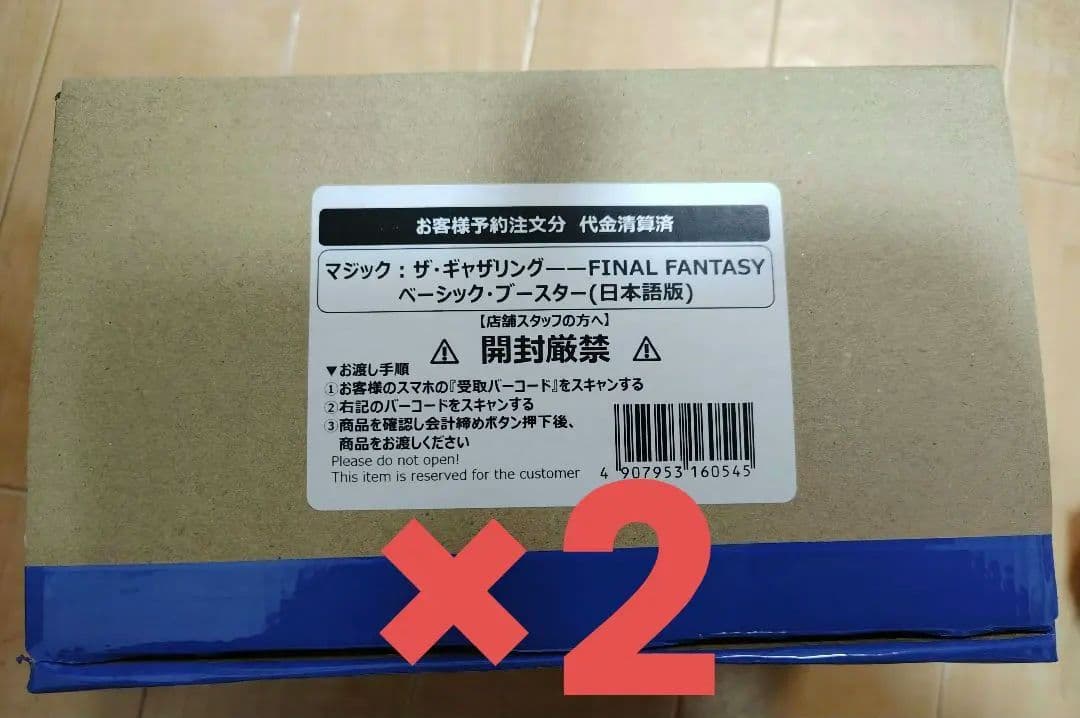 お客様予約注文分 代金清算済
マジック：ザ・ギャザリング――FINAL FANTASY
ベーシック・ブースター(日本語版)
【店舗スタッフの方へ】
⚠ 開封厳禁 ⚠
▼お渡し手順
①お客様のスマホの『受取バーコード』をスキャンする
②右記のバーコードをスキャンする
③商品を確認し会計締めボタン押下後、
商品をお渡しください
Please do not open!
This item is reserved for the customer
4 907953 160545
×2